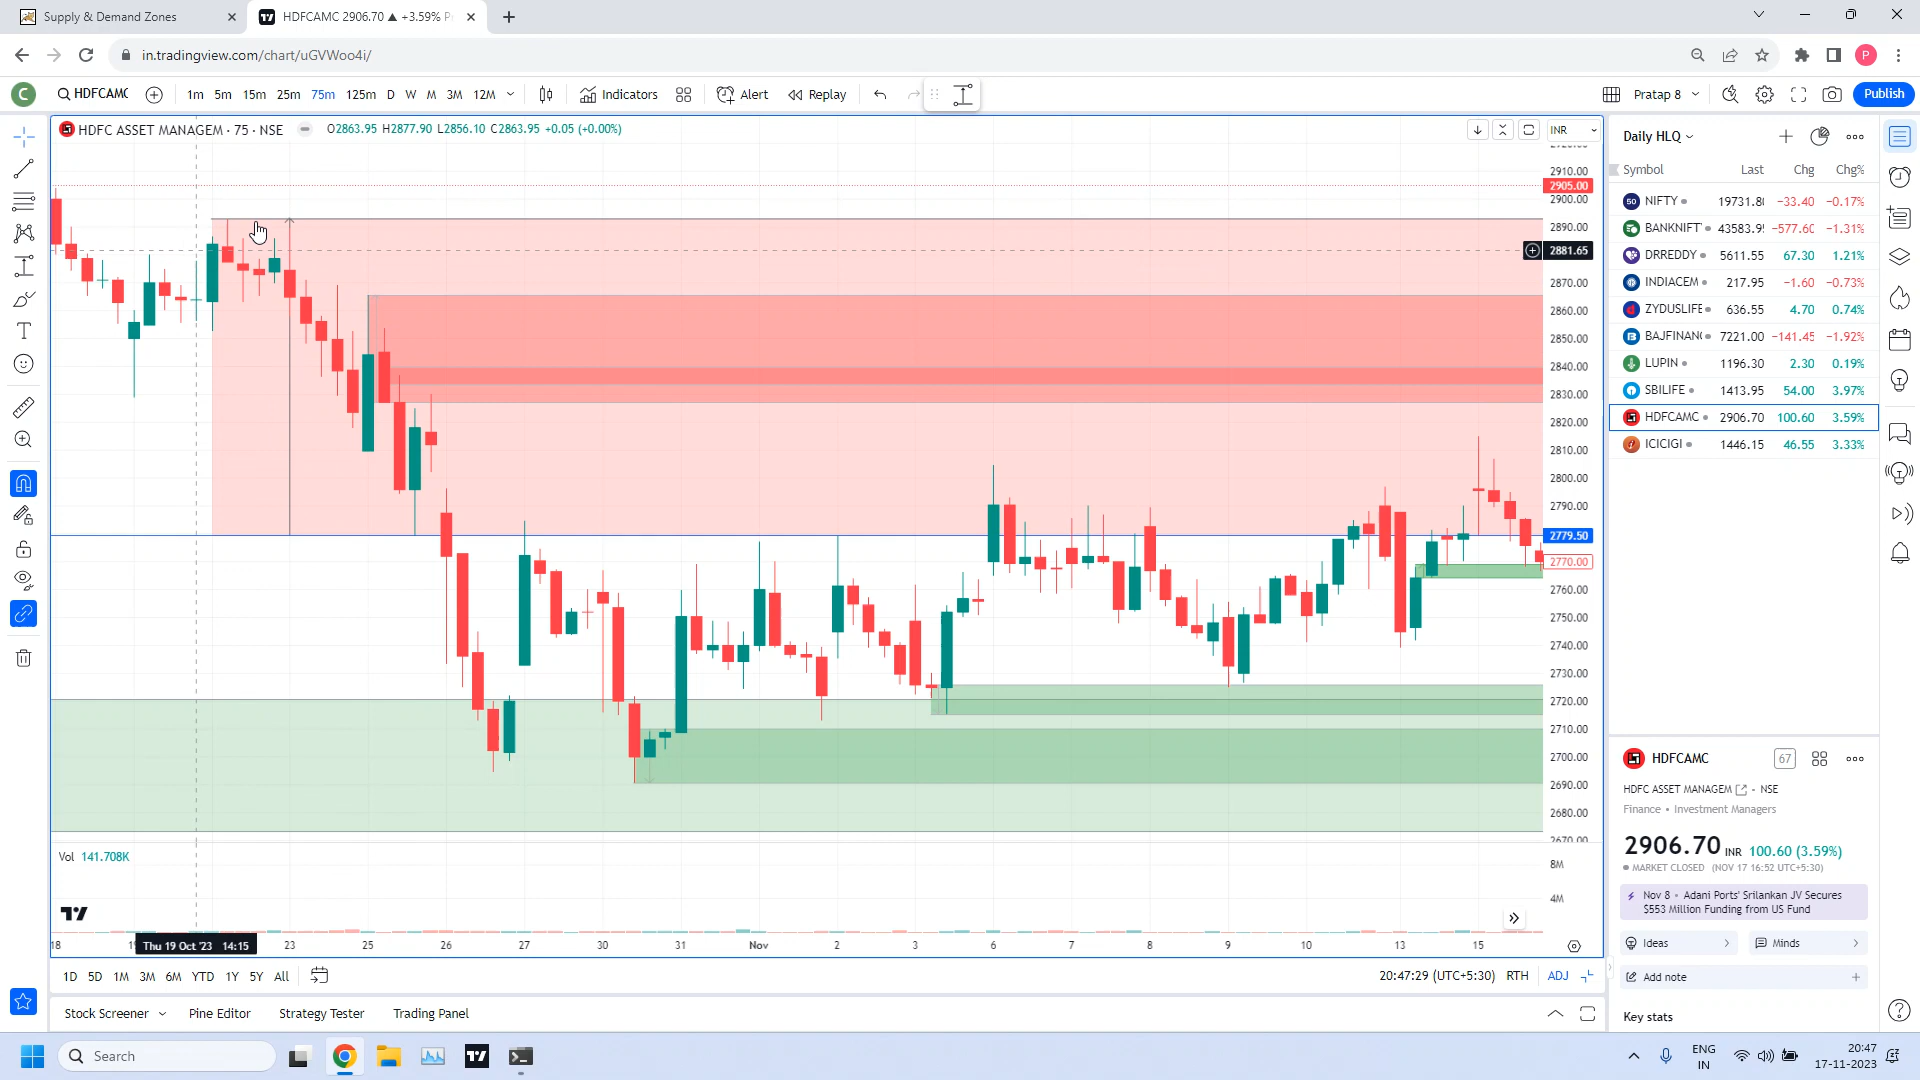 Supply & Demand Zones
HDFCAMC 2906.70 ▲ +3.59%
in.tradingview.com/chart/uGVWoo4i/
P
C
HDFCAMC
1m 5m 15m 25m 75m 125m D W M 3M 12M
Indicators
Alert
Replay
Pratap 8
Publish
HDFC ASSET MANAGEM · 75 · NSE
O2863.95 H2877.90 L2856.10 C2863.95 +0.05 (+0.00%)
INR
2910.00
2905.00
2900.00
2890.00
2881.65
2870.00
2860.00
2850.00
2840.00
2830.00
2820.00
2810.00
2800.00
2790.00
2779.50
2770.00
2760.00
2750.00
2740.00
2730.00
2720.00
2710.00
2700.00
2690.00
2680.00
2670.00
Vol 141.708K
8M
4M
18
Thu 19 Oct '23 14:15
23 25 26 27 30 31 Nov 2 3 6 7 8 9 10 13 15
1D 5D 1M 3M 6M YTD 1Y 5Y All
20:47:29 (UTC+5:30) RTH ADJ
Stock Screener
Pine Editor
Strategy Tester
Trading Panel
Daily HLQ
Symbol Last Chg Chg%
50 NIFTY 19731.80 −33.40 −0.17%
BANKNIFT −577.60 −1.31%
DRREDDY 5611.55 67.30 1.21%
INDIACEM 217.95 −1.60 −0.73%
ZYDUSLIFE 636.55 4.70 0.74%
BAJFINANC 7221.00 −141.45 −1.92%
LUPIN 1196.30 2.30 0.19%
SBILIFE 1413.95 54.00 3.97%
HDFCAMC 2906.70 100.60 3.59%
ICICIGI 1446.15 46.55 3.33%
HDFCAMC
67
HDFC ASSET MANAGEM · NSE
Finance • Investment Managers
2906.70 INR 100.60 (3.59%)
MARKET CLOSED (NOV 17 16:52 UTC+5:30)
Nov 8 • Adani Ports' Srilankan JV Secures
$553 Million Funding from US Fund
Ideas
Minds
Add note
Key stats
Search
ENG
IN
20:47
17-11-2023